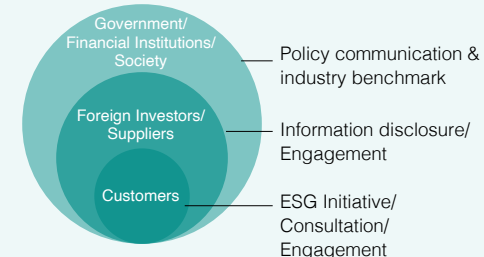 Government/
Financial Institutions/
Society
Policy communication &
industry benchmark
Foreign Investors/
Suppliers
Information disclosure/
Engagement
Customers
ESG Initiative/
Consultation/
Engagement